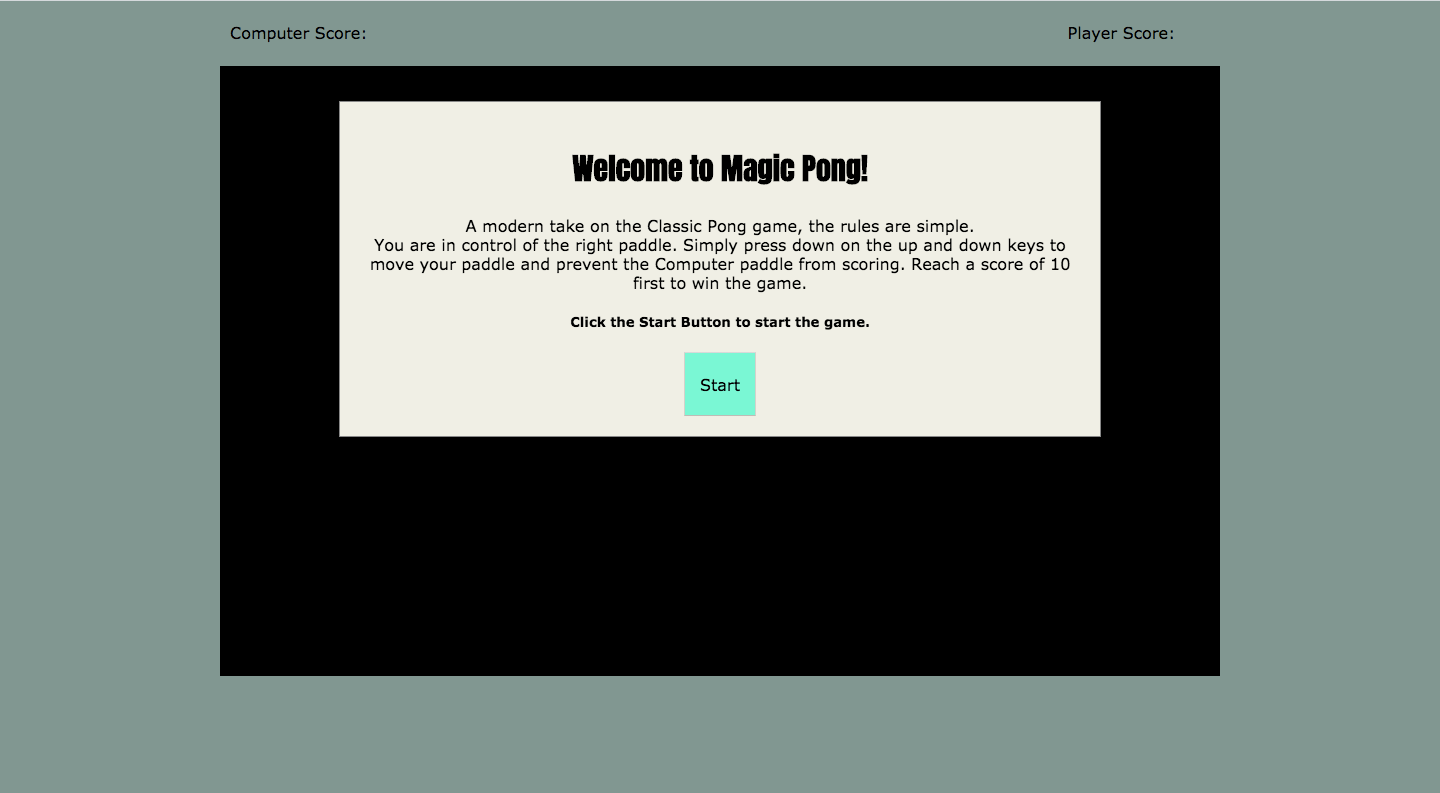 Computer Score:
Player Score:
Welcome to Magic Pong!
A modern take on the Classic Pong game, the rules are simple.
You are in control of the right paddle. Simply press down on the up and down keys to
move your paddle and prevent the Computer paddle from scoring. Reach a score of 10
first to win the game.
Click the Start Button to start the game.
Start